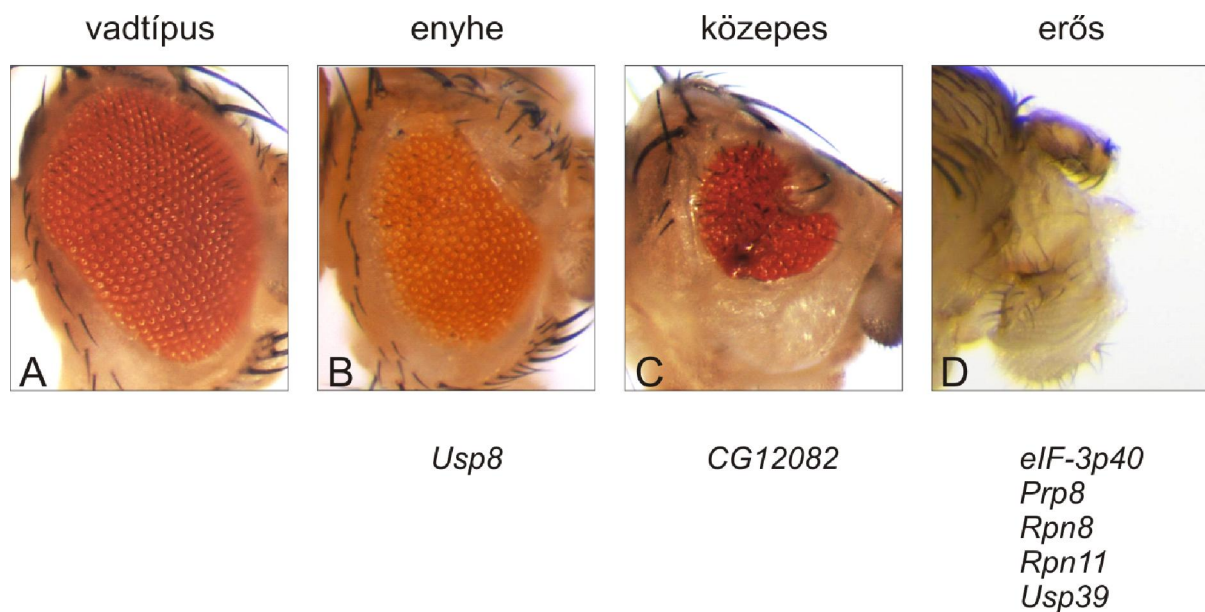 vadtípus enyhe közepes erős
A B C D
Usp8 CG12082 eIF-3p40
Prp8
Rpn8
Rpn11
Usp39